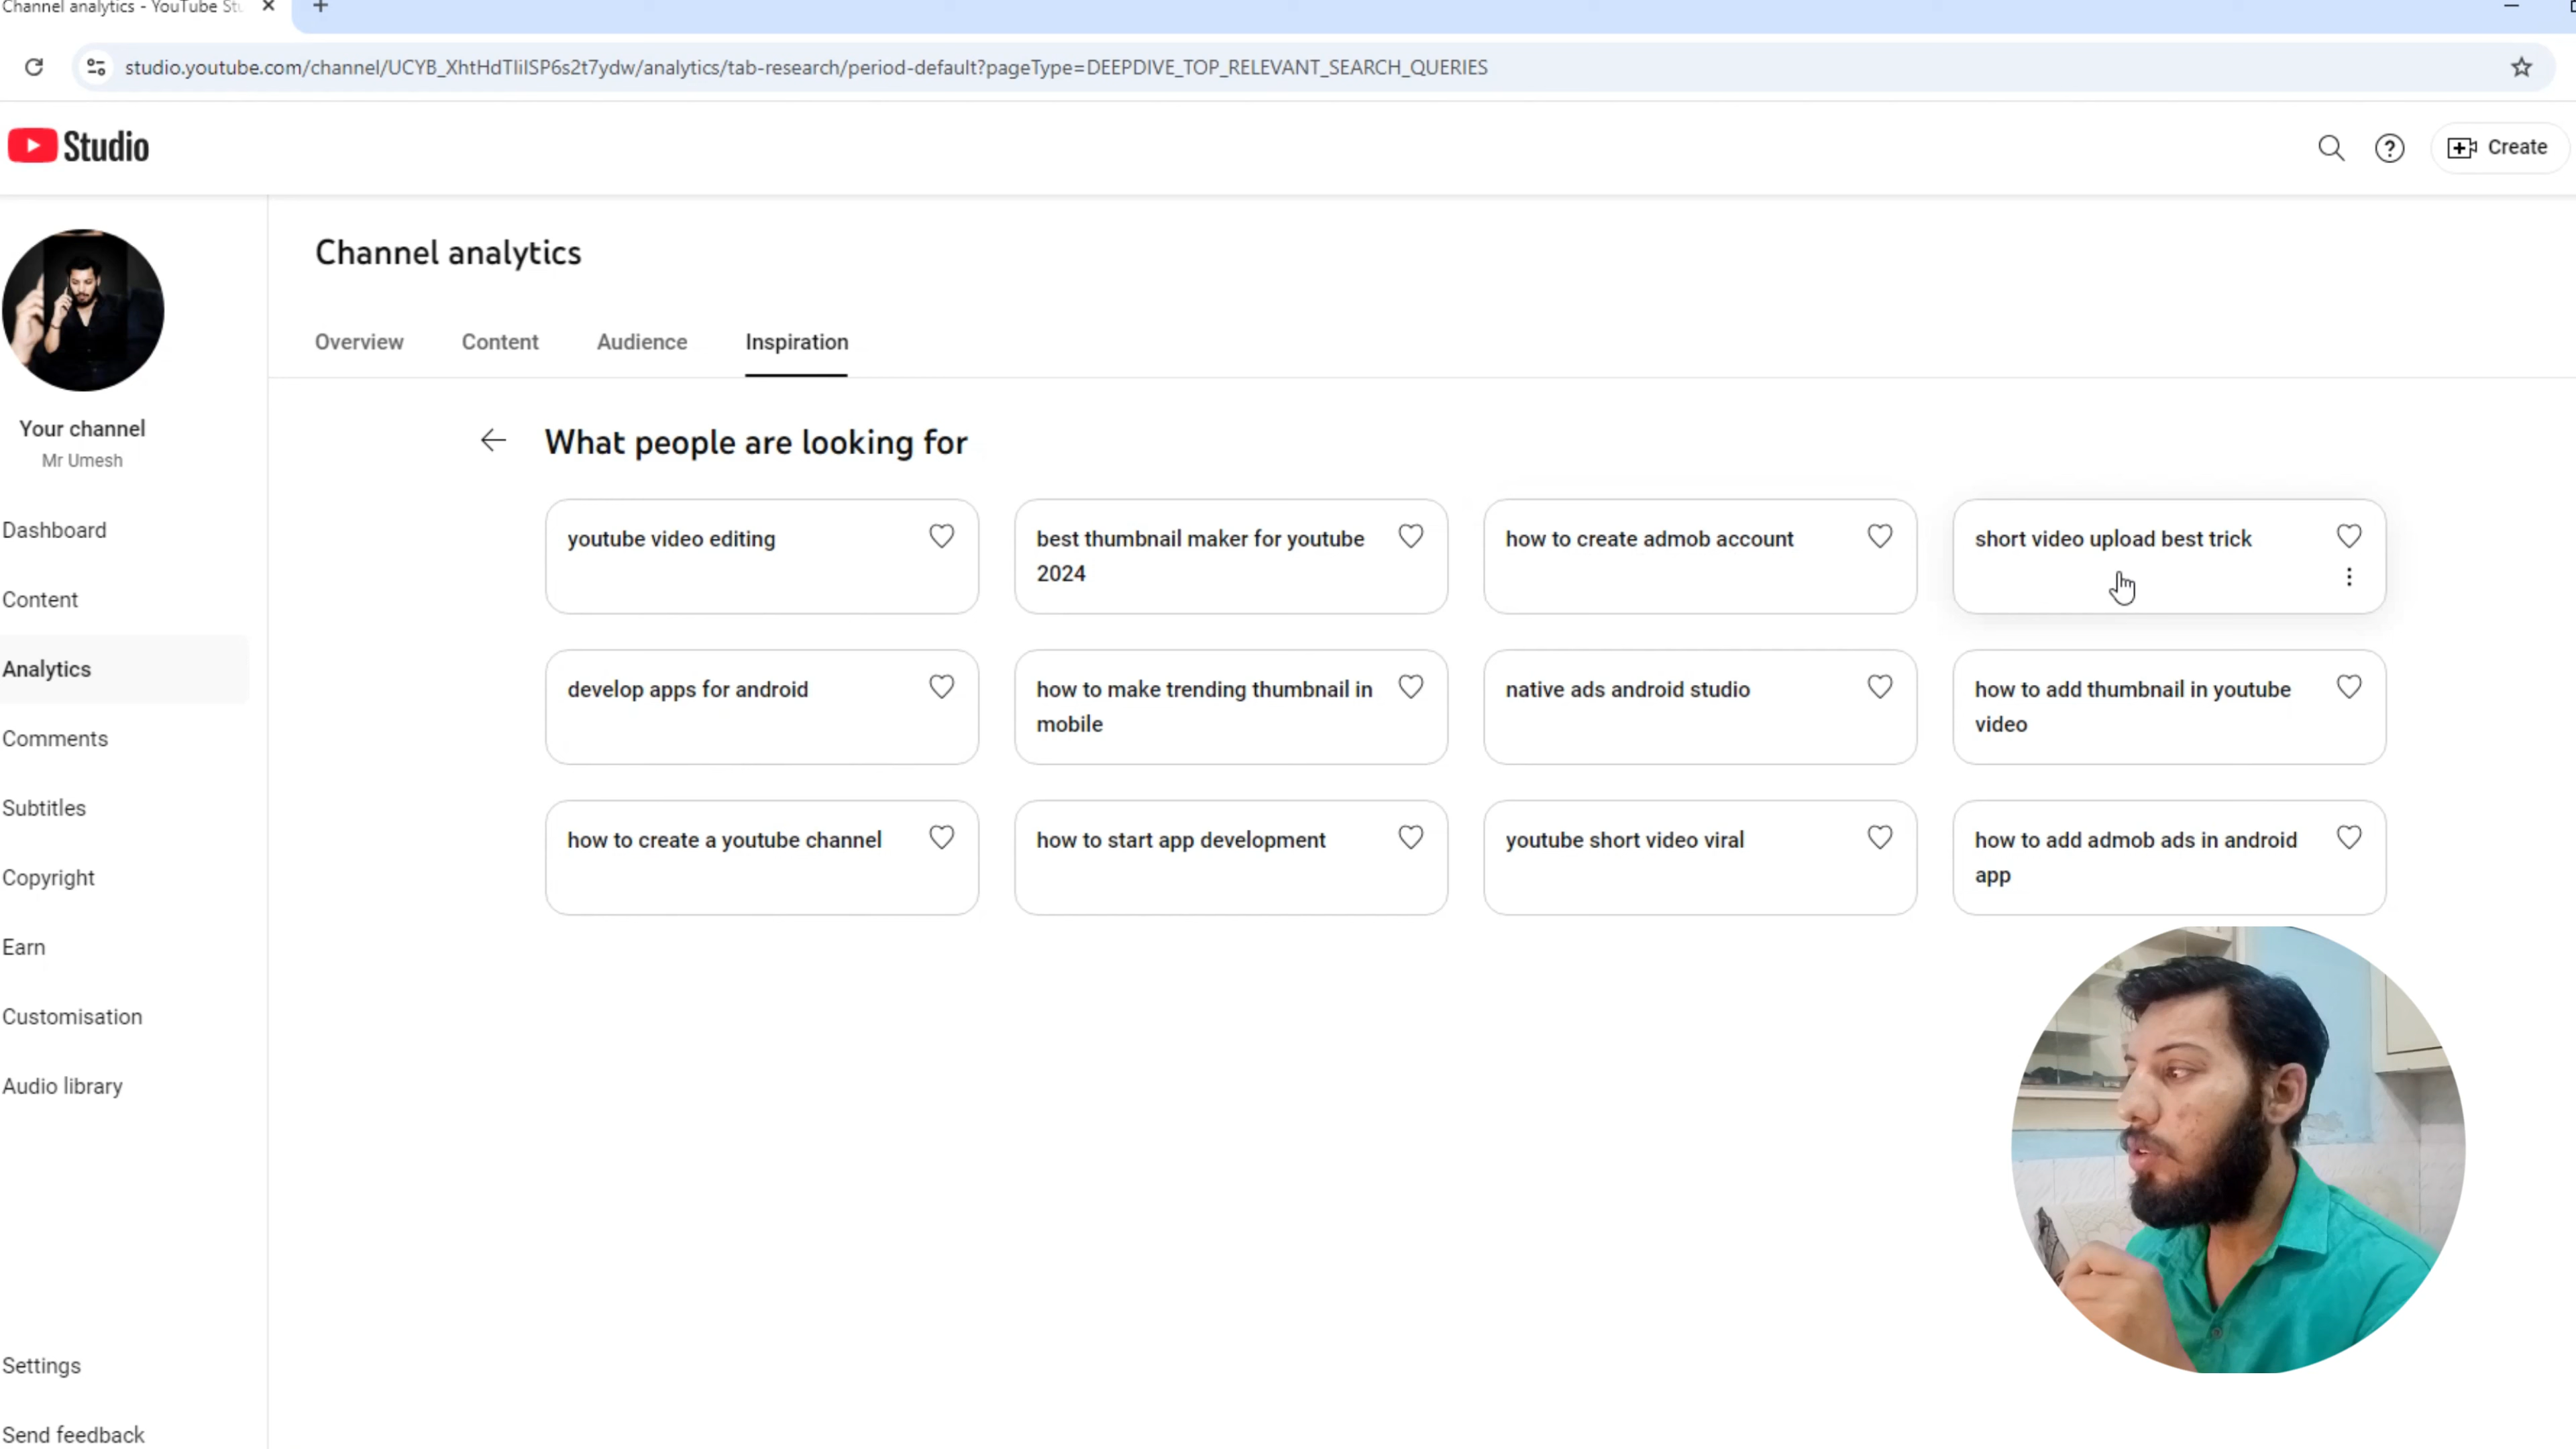 Channel analytics - YouTube Stu
studio.youtube.com/channel/UCYB_XhtHdTIiISP6s2t7ydw/analytics/tab-research/period-default?pageType=DEEPDIVE_TOP_RELEVANT_SEARCH_QUERIES
Studio
Create
Channel analytics
Overview
Content
Audience
Inspiration
Your channel
Mr Umesh
Dashboard
Content
Analytics
Comments
Subtitles
Copyright
Earn
Customisation
Audio library
Settings
Send feedback
What people are looking for
youtube video editing
best thumbnail maker for youtube
2024
how to create admob account
short video upload best trick
develop apps for android
how to make trending thumbnail in
mobile
native ads android studio
how to add thumbnail in youtube
video
how to create a youtube channel
how to start app development
youtube short video viral
how to add admob ads in android
app